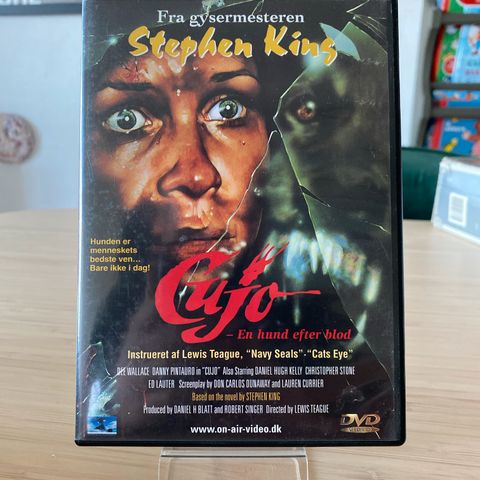 Fra gysermesteren
Stephen King
Hunden er
menneskets
bedste ven...
Bare ikke i dag!
Cujo
– En hund efter blod
Instrueret af Lewis Teague, "Navy Seals"-"Cats Eye"
DEE WALLACE DANNY PINTAURO in "CUJO" Also Starring DANIEL HUGH KELLY CHRISTOPHER STONE
ED LAUTER Screenplay by DON CARLOS DUNAWAY and LAUREN CURRIER
Based on the novel by STEPHEN KING
Produced by DANIEL H BLATT and ROBERT SINGER Directed by LEWIS TEAGUE
DVD
VIDEO
www.on-air-video.dk